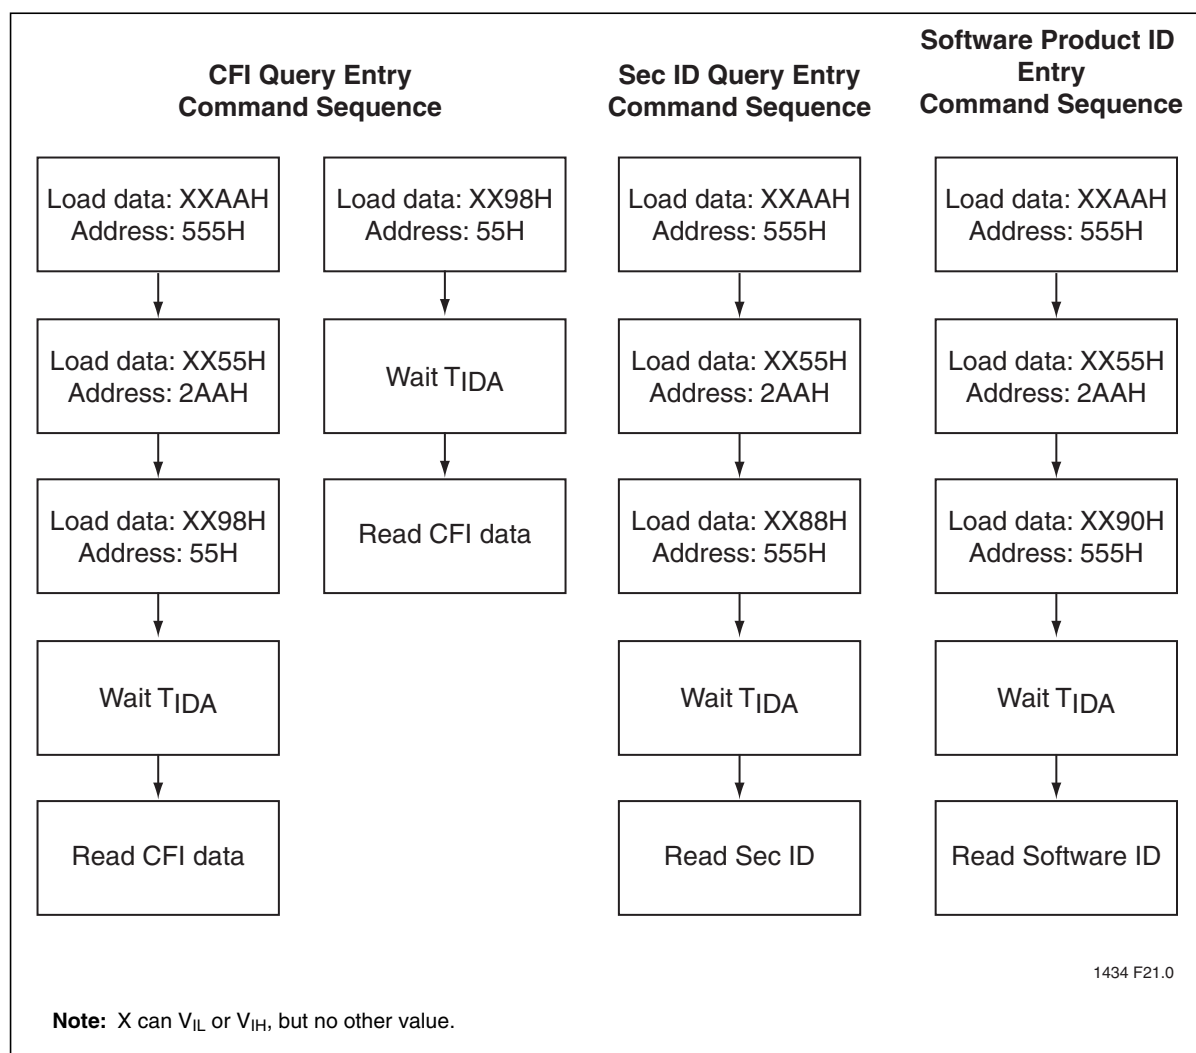 CFI Query Entry
Command Sequence
Load data: XXAAH
Address: 555H
Load data: XX55H
Address: 2AAH
Load data: XX98H
Address: 55H
Wait TIDA
Read CFI data
Load data: XX98H
Address: 55H
Wait TIDA
Read CFI data
Sec ID Query Entry
Command Sequence
Load data: XXAAH
Address: 555H
Load data: XX55H
Address: 2AAH
Load data: XX88H
Address: 555H
Wait TIDA
Read Sec ID
Software Product ID
Entry
Command Sequence
Load data: XXAAH
Address: 555H
Load data: XX55H
Address: 2AAH
Load data: XX90H
Address: 555H
Wait TIDA
Read Software ID
1434 F21.0
Note: X can VIL or VIH, but no other value.